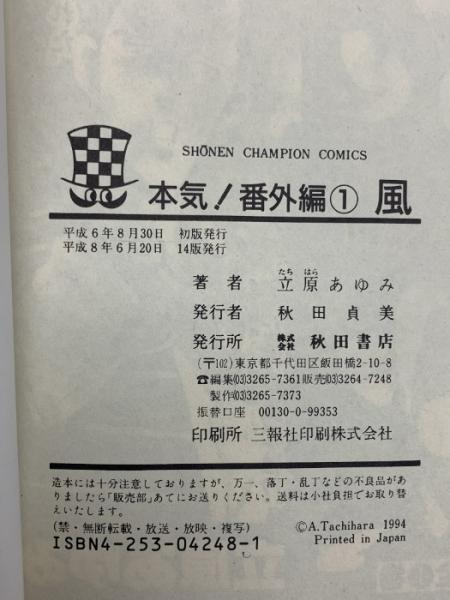 SHŌNEN CHAMPION COMICS
本気！番外編① 風
平成6年8月30日 初版発行
平成8年6月20日 14版発行
たち はら
著者 立原あゆみ
発行者 秋田貞美
発行所 株式会社 秋田書店
(〒102)東京都千代田区飯田橋2-10-8
☎編集(03)3265-7361販売(03)3264-7248
製作(03)3265-7373
振替口座 00130-0-99353
印刷所 三報社印刷株式会社
造本には十分注意しておりますが、万一、落丁・乱丁などの不良品があ
りましたら「販売部」あてにお送りください。送料は小社負担でお取り替
えいたします。
(禁・無断転載・放送・放映・複写)
ISBN4-253-04248-1
©A.Tachihara 1994
Printed in Japan